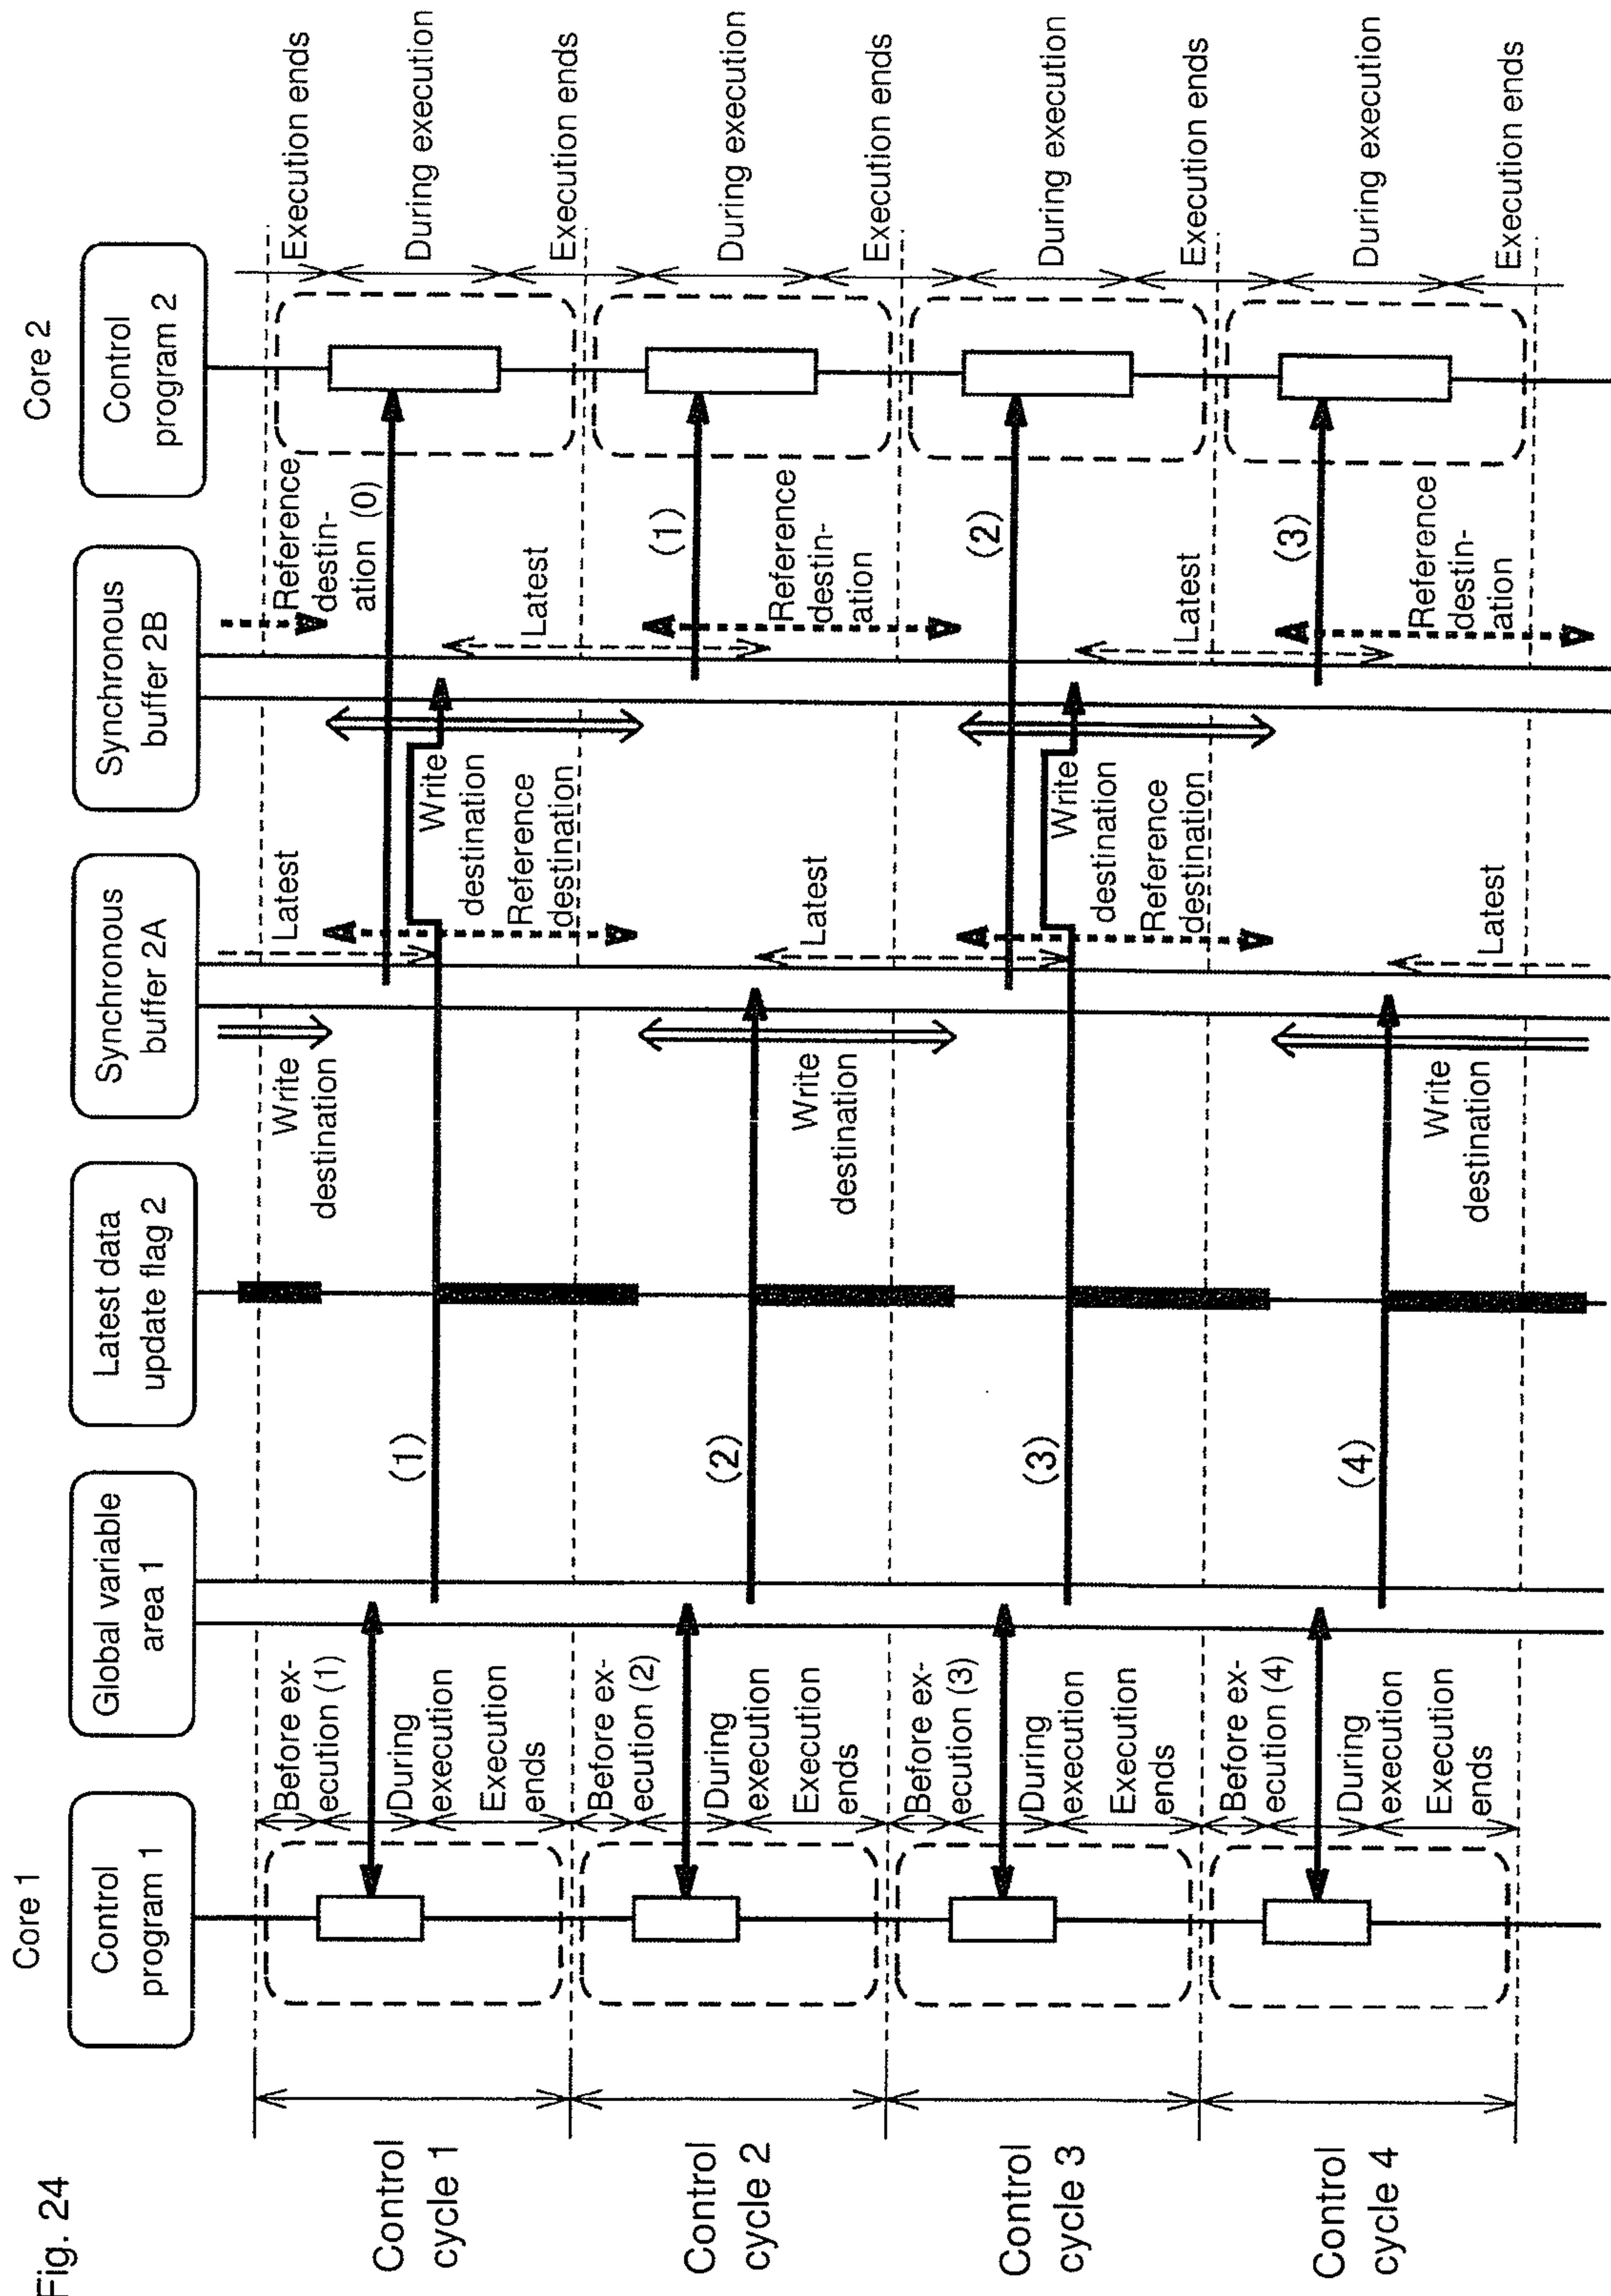 Fig. 24
Core 1
Core 2
Control
program 1
Global variable
area 1
Latest data
update flag 2
Synchronous
buffer 2A
Synchronous
buffer 2B
Control
program 2
Control
cycle 1
Before ex-
ecution (1)
During
execution
Execution
ends
(1)
Write
destination
Latest
Write
destination
Reference
destination
Reference
destin-
ation (0)
Latest
Execution ends
During execution
Execution ends
Control
cycle 2
Before ex-
ecution (2)
During
execution
Execution
ends
(2)
Write
destination
Latest
(1)
Reference
destin-
ation
During execution
Execution ends
Control
cycle 3
Before ex-
ecution (3)
During
execution
Execution
ends
(3)
Write
destination
Reference
destination
(2)
Latest
During execution
Execution ends
Control
cycle 4
Before ex-
ecution (4)
During
execution
Execution
ends
(4)
Write
destination
Latest
(3)
Reference
destin-
ation
During execution
Execution ends